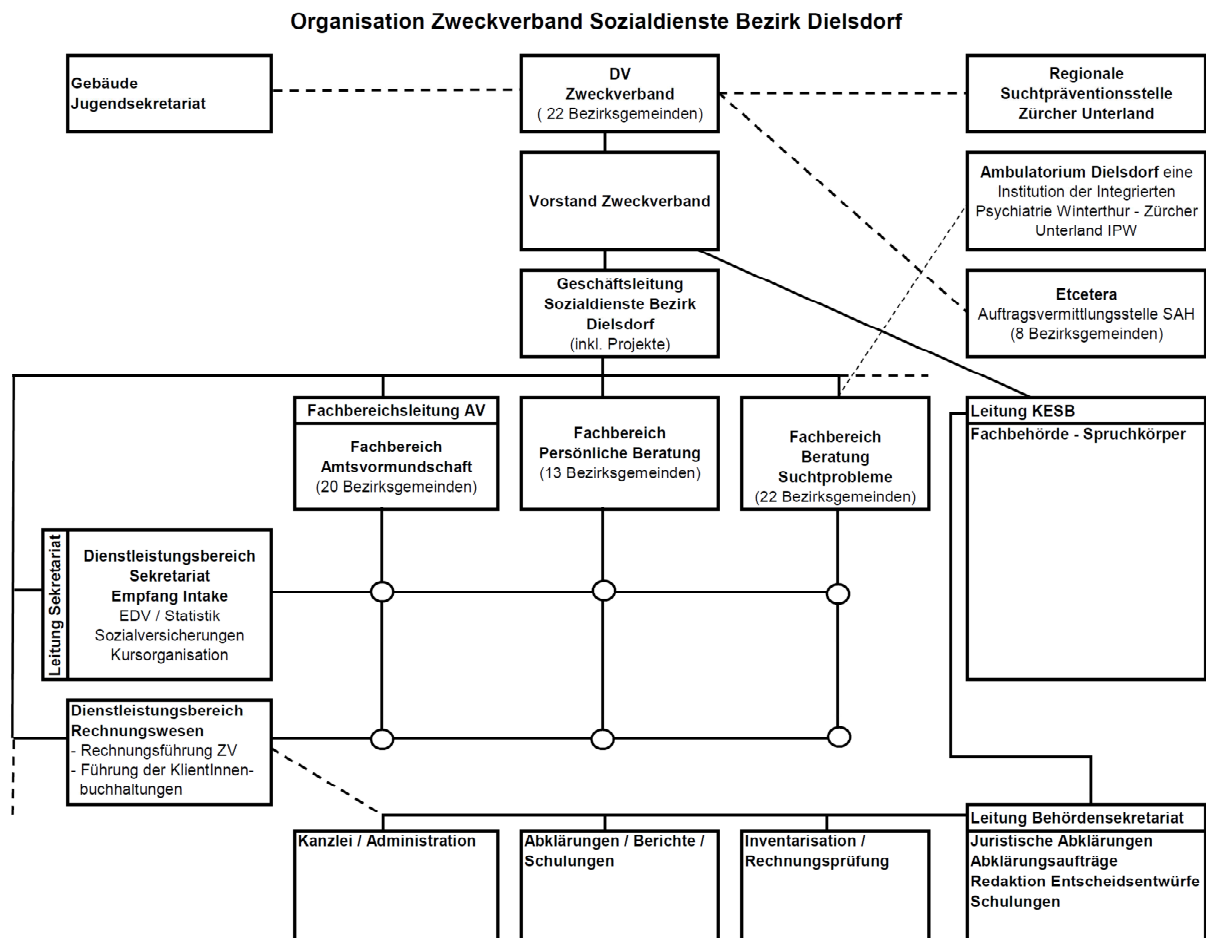 Organisation Zweckverband Sozialdienste Bezirk Dielsdorf
Gebäude
Jugendsekretariat
DV
Zweckverband
( 22 Bezirksgemeinden)
Regionale
Suchtpräventionsstelle
Zürcher Unterland
Vorstand Zweckverband
Ambulatorium Dielsdorf eine
Institution der Integrierten
Psychiatrie Winterthur - Zürcher
Unterland IPW
Geschäftsleitung
Sozialdienste Bezirk
Dielsdorf
(inkl. Projekte)
Etcetera
Auftragsvermittlungsstelle SAH
(8 Bezirksgemeinden)
Fachbereichsleitung AV
Fachbereich
Amtsvormundschaft
(20 Bezirksgemeinden)
Fachbereich
Persönliche Beratung
(13 Bezirksgemeinden)
Fachbereich
Beratung
Suchtprobleme
(22 Bezirksgemeinden)
Leitung KESB
Fachbehörde - Spruchkörper
Leitung Sekretariat
Dienstleistungsbereich
Sekretariat
Empfang Intake
EDV / Statistik
Sozialversicherungen
Kursorganisation
Dienstleistungsbereich
Rechnungswesen
- Rechnungsführung ZV
- Führung der KlientInnen-
buchhaltungen
Kanzlei / Administration
Abklärungen / Berichte /
Schulungen
Inventarisation /
Rechnungsprüfung
Leitung Behördensekretariat
Juristische Abklärungen
Abklärungsaufträge
Redaktion Entscheidsentwürfe
Schulungen